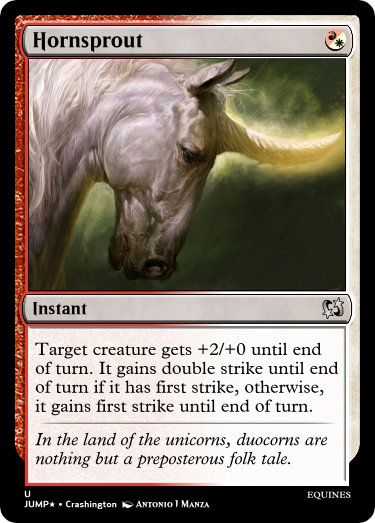 Hornsprout
Instant
Target creature gets +2/+0 until end
of turn. It gains double strike until end
of turn if it has first strike, otherwise,
it gains first strike until end of turn.
In the land of the unicorns, duocorns are
nothing but a preposterous folk tale.
U
JUMP★ • Crashington Antonio J Manza
EQUINES